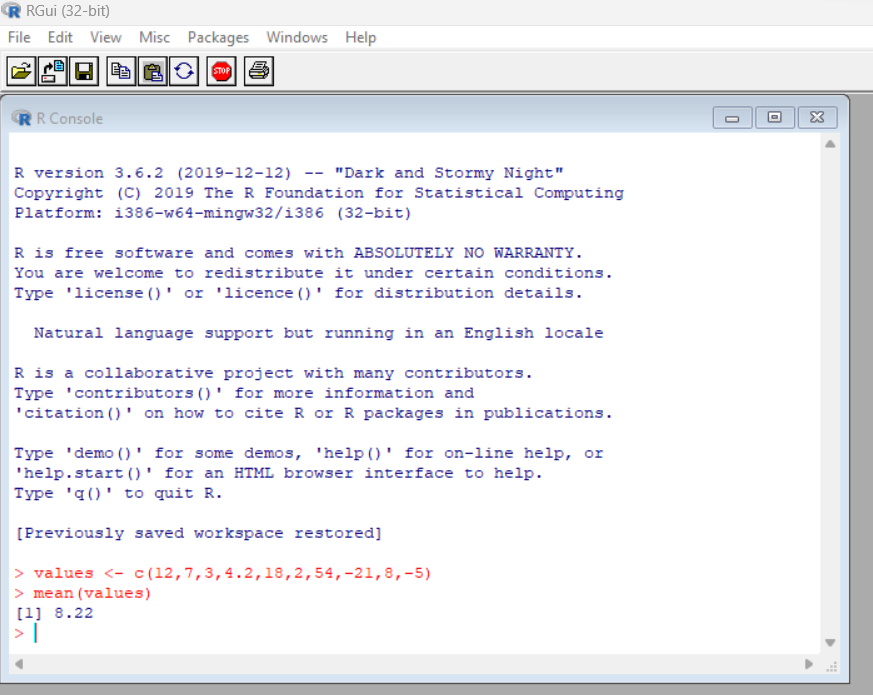 RGui (32-bit)
File Edit View Misc Packages Windows Help
STOP
R Console
R version 3.6.2 (2019-12-12) -- "Dark and Stormy Night"
Copyright (C) 2019 The R Foundation for Statistical Computing
Platform: i386-w64-mingw32/i386 (32-bit)
R is free software and comes with ABSOLUTELY NO WARRANTY.
You are welcome to redistribute it under certain conditions.
Type 'license()' or 'licence()' for distribution details.
Natural language support but running in an English locale
R is a collaborative project with many contributors.
Type 'contributors()' for more information and
'citation()' on how to cite R or R packages in publications.
Type 'demo()' for some demos, 'help()' for on-line help, or
'help.start()' for an HTML browser interface to help.
Type 'q()' to quit R.
[Previously saved workspace restored]
> values <- c(12,7,3,4.2,18,2,54,-21,8,-5)
> mean(values)
[1] 8.22
>